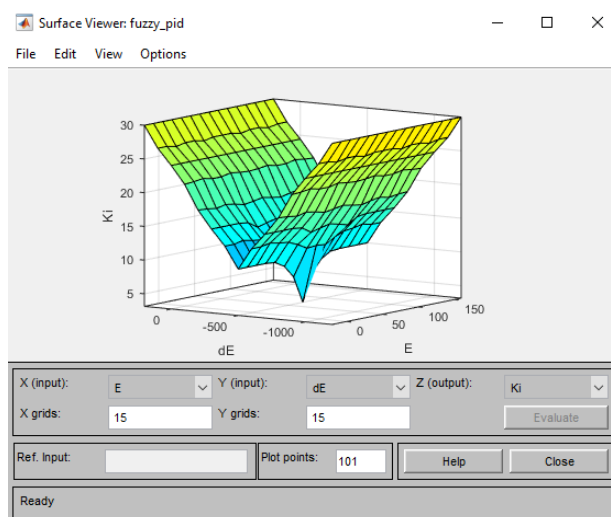 Surface Viewer: fuzzy_pid
File Edit View Options
30
25
20
15
10
5
Ki
0
-500
-1000
dE
0
50
100
150
E
X (input): E Y (input): dE Z (output): Ki
X grids: 15 Y grids: 15 Evaluate
Ref. Input: Plot points: 101 Help Close
Ready